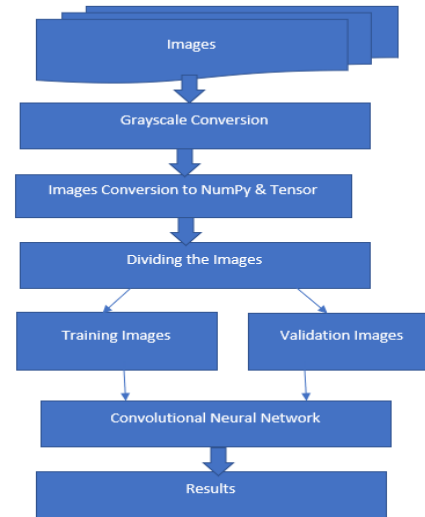 Images
Grayscale Conversion
Images Conversion to NumPy & Tensor
Dividing the Images
Training Images
Validation Images
Convolutional Neural Network
Results